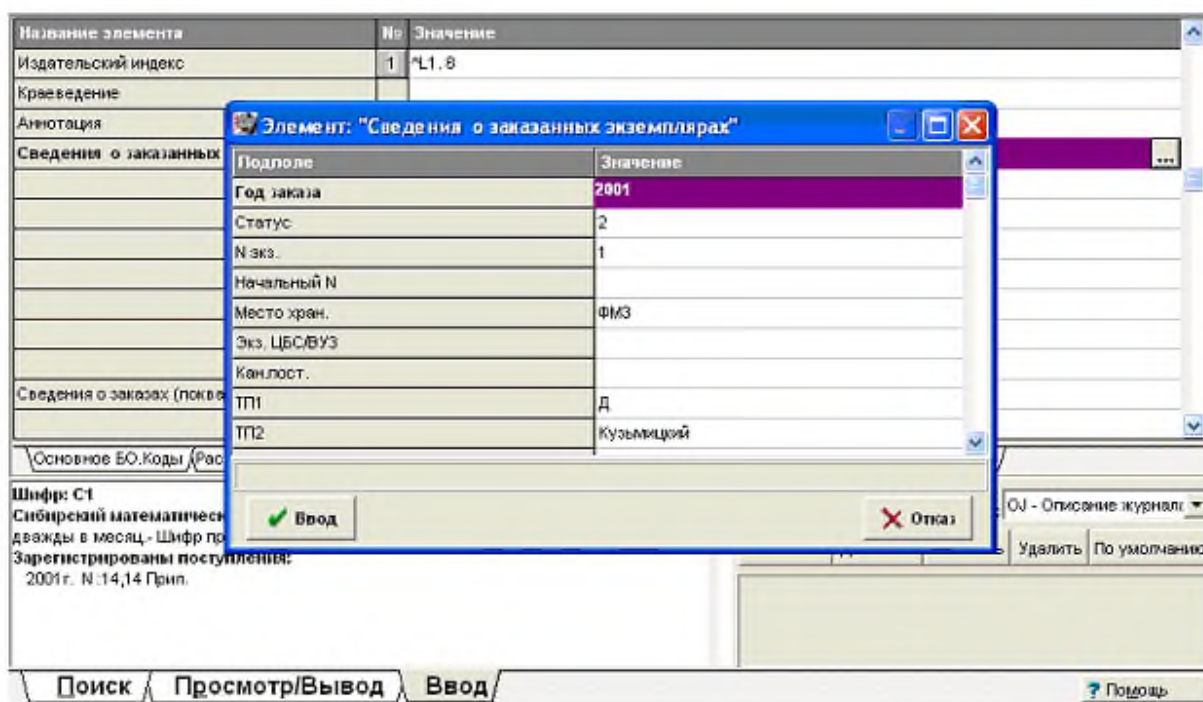 Название элемента № Значение
Издательский индекс 1 ^L1.8
Краеведение
Аннотация
Сведения о заказанных ...
Сведения о заказах (поква
Элемент: "Сведения о заказанных экземплярах"
Подполе Значение
Год заказа 2001
Статус 2
N экз. 1
Начальный N
Место хран. ФМЗ
Экз. ЦБС/ВУЗ
Кан.пост.
ТП1 Д
ТП2 Кузьмицкий
Ввод Отказ
Основное БО.Коды Рас
Шифр: С1
Сибирский математическ
дважды в месяц.- Шифр пр
Зарегистрированы поступления:
2001г. N:14,14 Прил.
OJ - Описание журнал
Удалить По умолчанию
Поиск Просмотр/Вывод Ввод
? Помощь